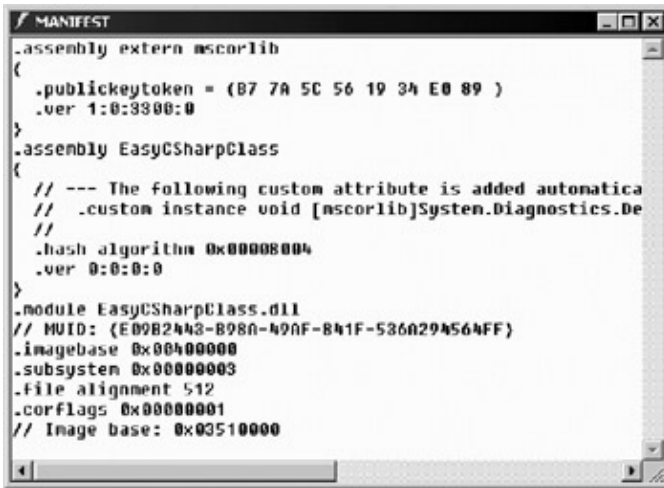 MANIFEST
.assembly extern mscorlib
{
.publickeytoken = (B7 7A 5C 56 19 34 E0 89 )
.ver 1:0:3300:0
}
.assembly EasyCSharpClass
{
// --- The following custom attribute is added automatica
// .custom instance void [mscorlib]System.Diagnostics.De
//
.hash algorithm 0x00008004
.ver 0:0:0:0
}
.module EasyCSharpClass.dll
// MVID: {E09B2443-B98A-49AF-B41F-536A294564FF}
.imagebase 0x00400000
.subsystem 0x00000003
.file alignment 512
.corflags 0x00000001
// Image base: 0x03510000